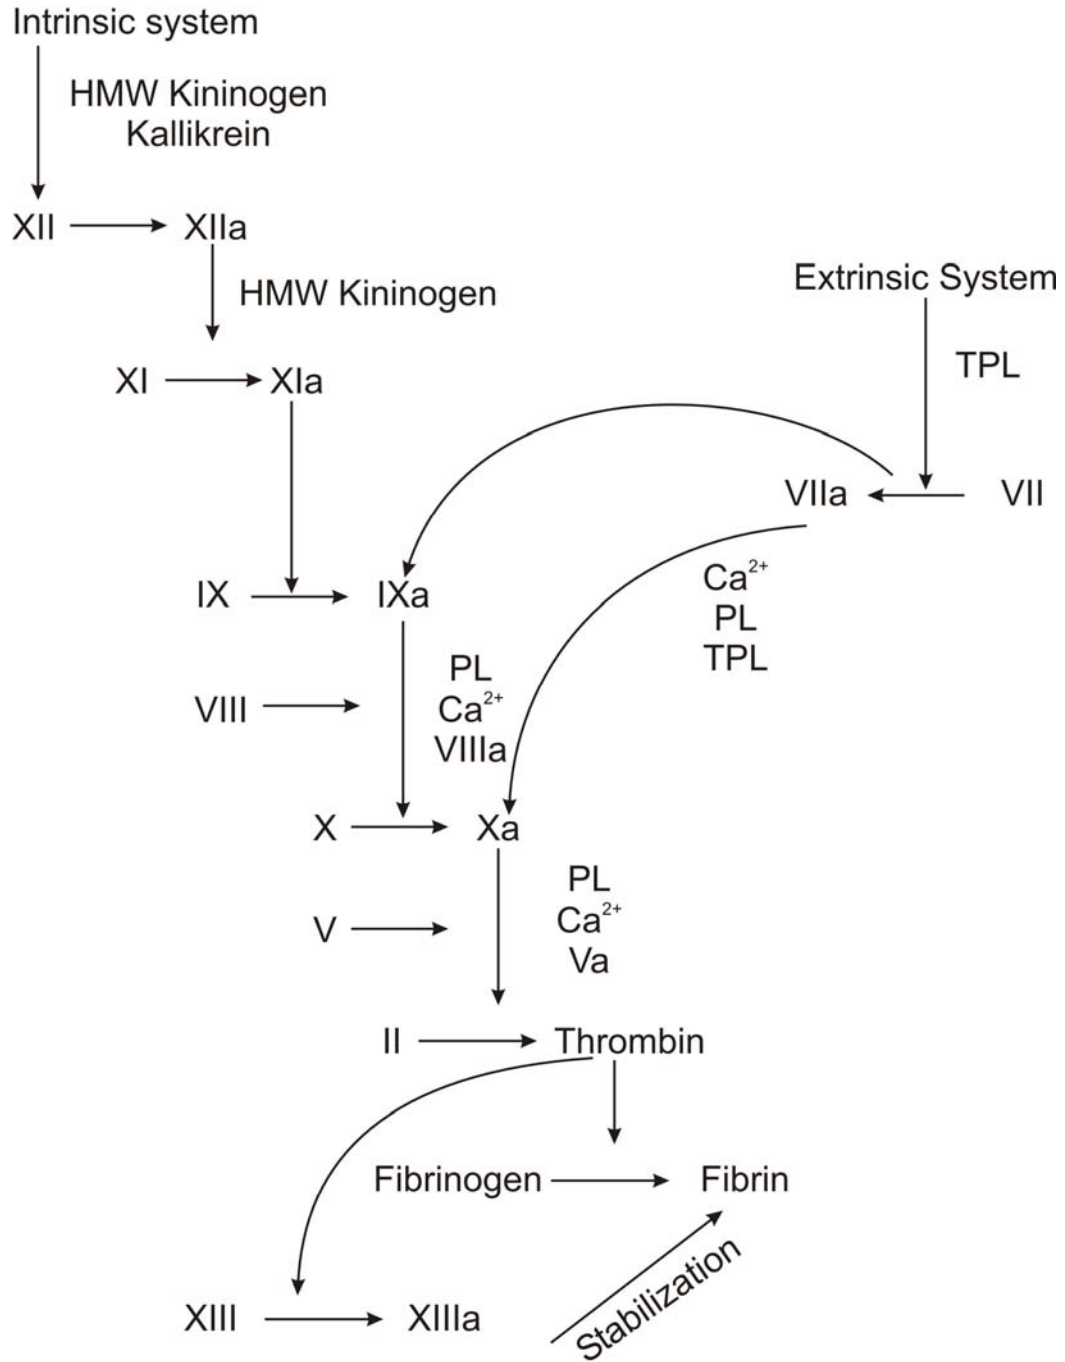 Intrinsic system
HMW Kininogen
Kallikrein
XII
XIIa
HMW Kininogen
Extrinsic System
TPL
XI
XIa
VIIa
VII
Ca2+
PL
TPL
IX
IXa
PL
Ca2+
VIIIa
VIII
X
Xa
PL
Ca2+
Va
V
II
Thrombin
Fibrinogen
Fibrin
Stabilization
XIII
XIIIa